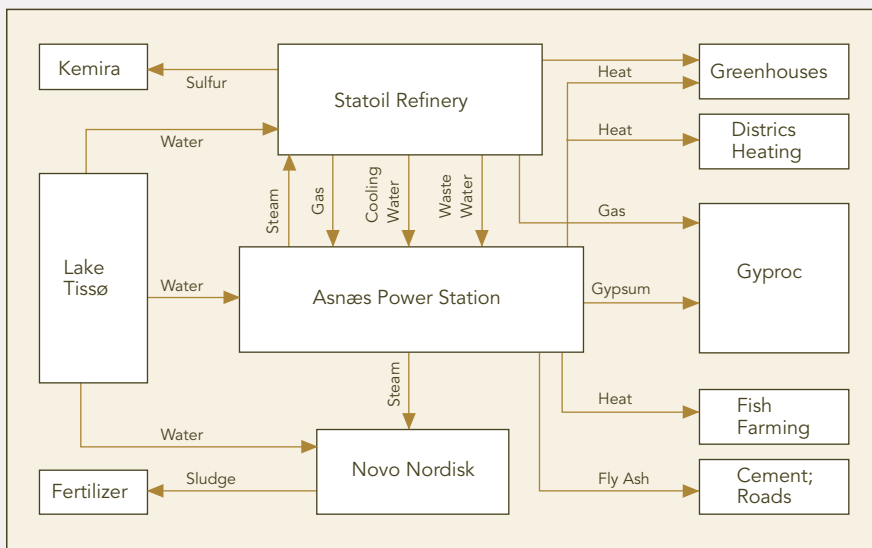 Kemira
Sulfur
Statoil Refinery
Heat
Greenhouses
Water
Heat
Districs
Heating
Steam
Gas
Cooling
Water
Waste
Water
Gas
Lake
Tissø
Water
Asnæs Power Station
Gypsum
Gyproc
Steam
Heat
Fish
Farming
Water
Novo Nordisk
Fertilizer
Sludge
Fly Ash
Cement;
Roads